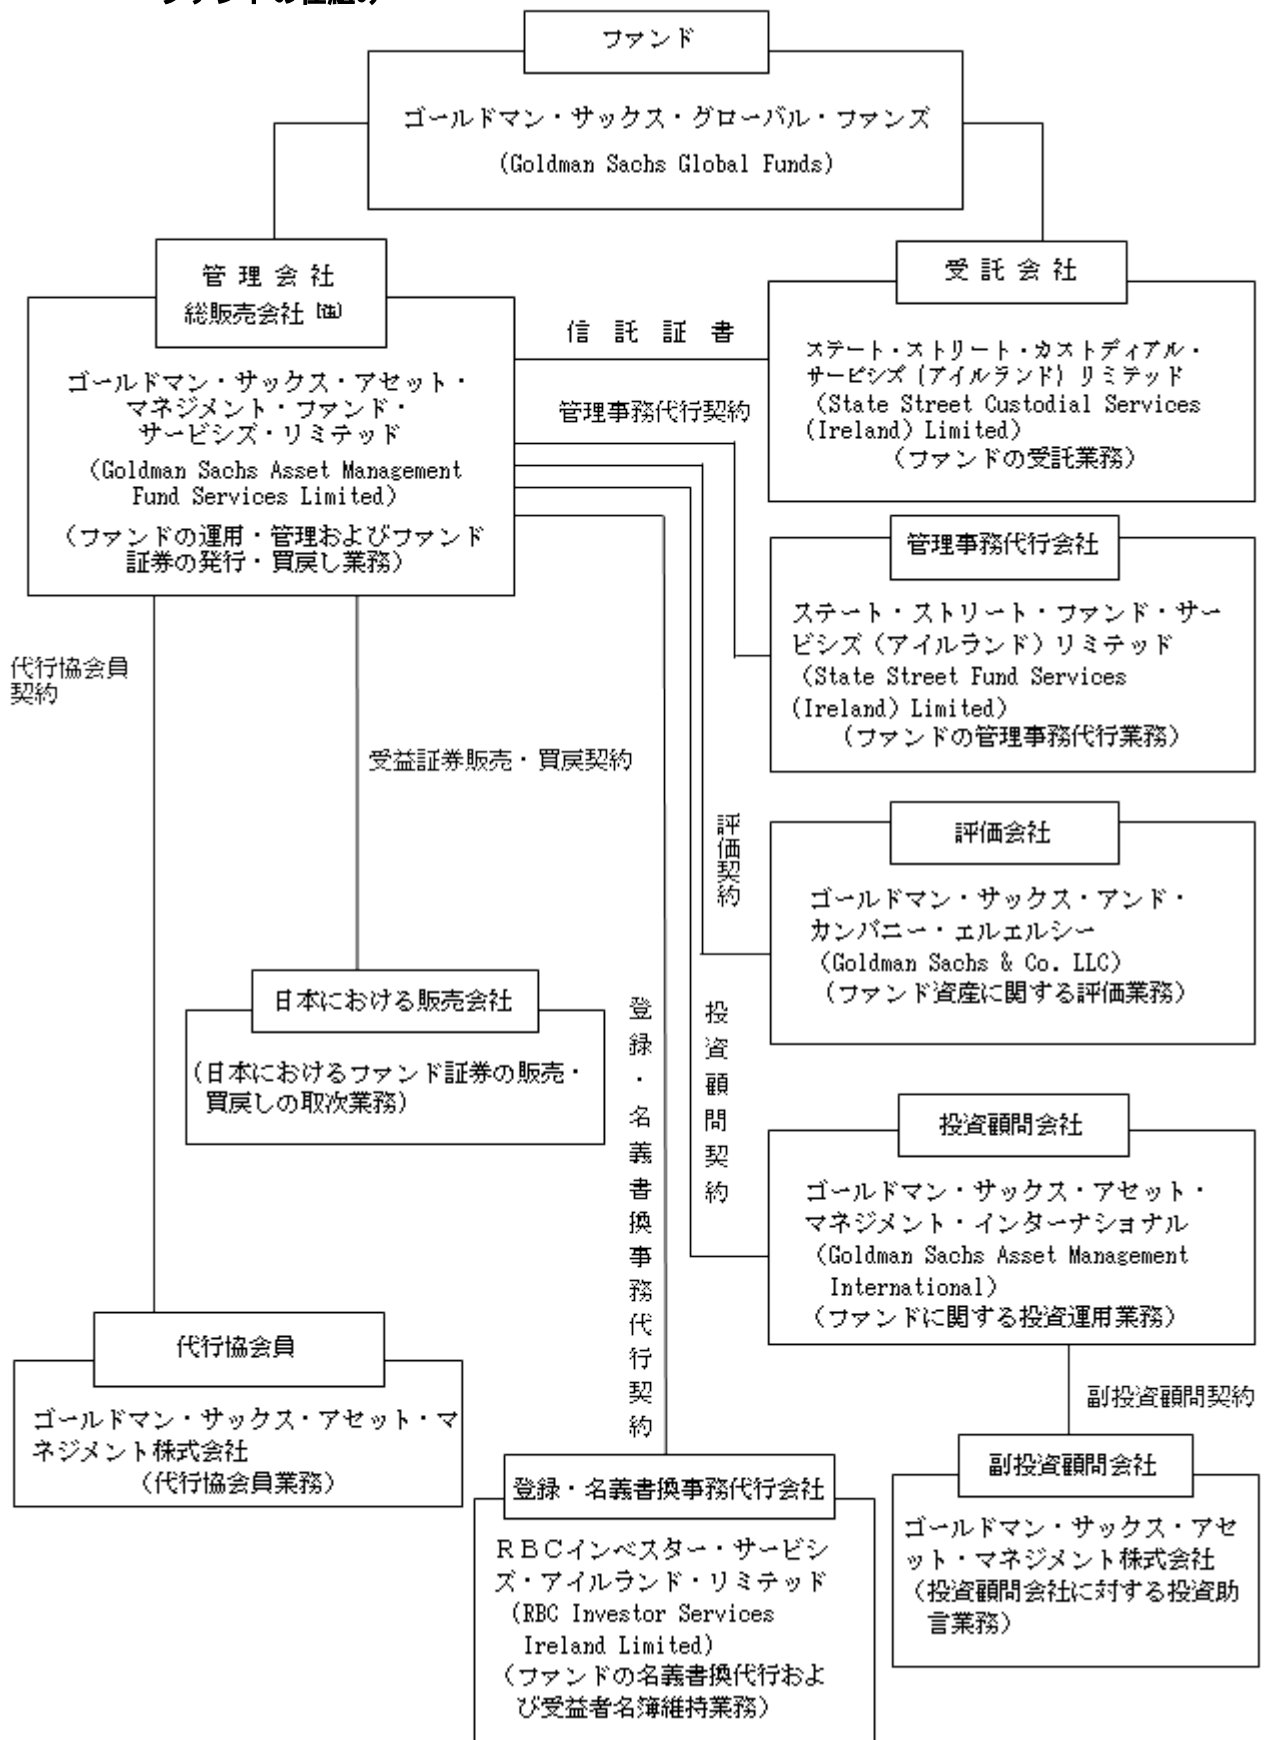 ファンドの仕組み
ファンド
ゴールドマン・サックス・グローバル・ファンズ
(Goldman Sachs Global Funds)
管理会社
総販売会社(注)
ゴールドマン・サックス・アセット・
マネジメント・ファンド・
サービシズ・リミテッド
(Goldman Sachs Asset Management
Fund Services Limited)
(ファンドの運用・管理およびファンド
証券の発行・買戻し業務)
信託証書
管理事務代行契約
受託会社
ステート・ストリート・カストディアル・
サービシズ(アイルランド)リミテッド
(State Street Custodial Services
(Ireland) Limited)
(ファンドの受託業務)
管理事務代行会社
ステート・ストリート・ファンド・サー
ビシズ(アイルランド)リミテッド
(State Street Fund Services
(Ireland) Limited)
(ファンドの管理事務代行業務)
代行協会員
契約
受益証券販売・買戻契約
評価契約
評価会社
ゴールドマン・サックス・アンド・
カンパニー・エルエルシー
(Goldman Sachs & Co. LLC)
(ファンド資産に関する評価業務)
日本における販売会社
(日本におけるファンド証券の販売・
買戻しの取次業務)
登録・名義書換事務代行契約
投資顧問契約
投資顧問会社
ゴールドマン・サックス・アセット・
マネジメント・インターナショナル
(Goldman Sachs Asset Management
International)
(ファンドに関する投資運用業務)
代行協会員
ゴールドマン・サックス・アセット・マ
ネジメント株式会社
(代行協会員業務)
副投資顧問契約
登録・名義書換事務代行会社
RBCインベスター・サービシ
ズ・アイルランド・リミテッド
(RBC Investor Services
Ireland Limited)
(ファンドの名義書換代行およ
び受益者名簿維持業務)
副投資顧問会社
ゴールドマン・サックス・アセ
ット・マネジメント株式会社
(投資顧問会社に対する投資助
言業務)